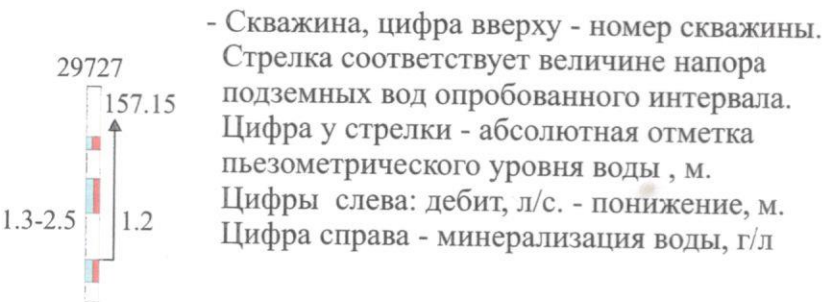 - Скважина, цифра вверху - номер скважины.
Стрелка соответствует величине напора
29727
подземных вод опробованного интервала.
157.15
Цифра у стрелки - абсолютная отметка
пьезометрического уровня воды , м.
Цифры слева: дебит, л/с. - понижение, м.
1.3-2.5
1.2
Цифра справа - минерализация воды, г/л